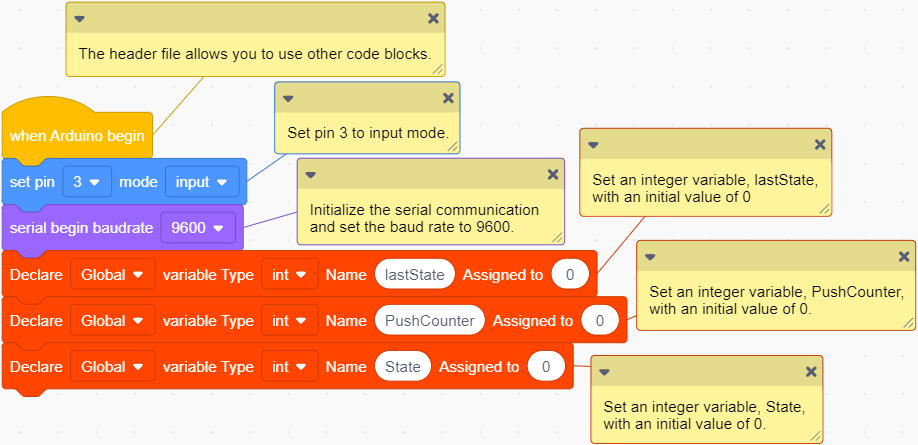 The header file allows you to use other code blocks.
when Arduino begin
Set pin 3 to input mode.
set pin 3 mode input
Initialize the serial communication
and set the baud rate to 9600.
serial begin baudrate 9600
Set an integer variable, lastState,
with an initial value of 0
Declare Global variable Type int Name lastState Assigned to 0
Set an integer variable, PushCounter,
with an initial value of 0.
Declare Global variable Type int Name PushCounter Assigned to 0
Declare Global variable Type int Name State Assigned to 0
Set an integer variable, State,
with an initial value of 0.